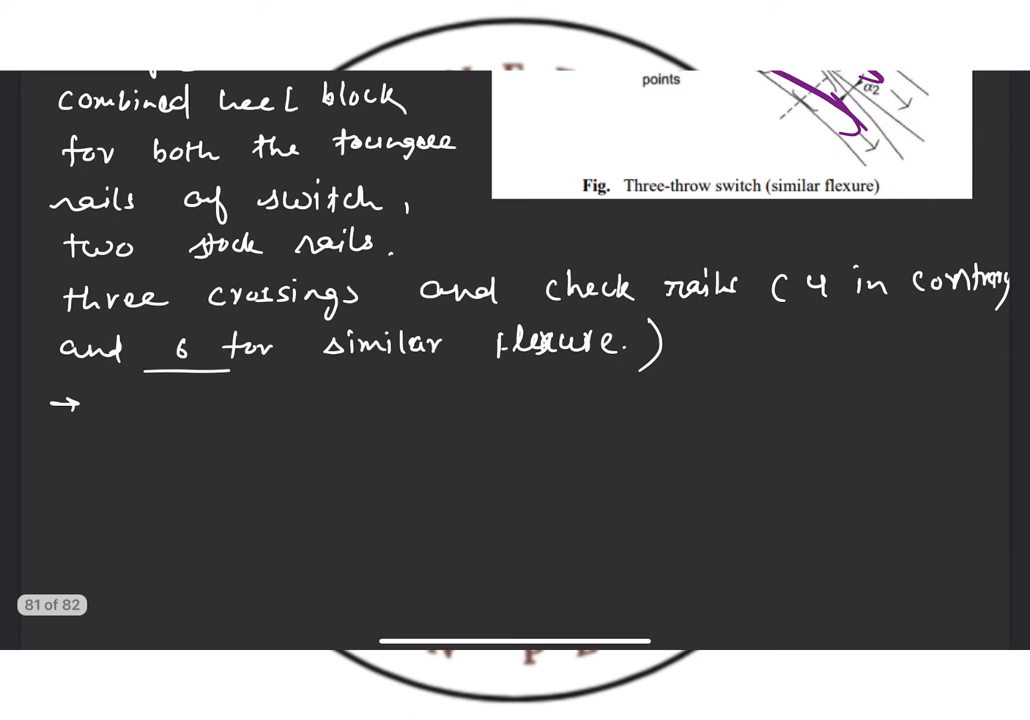 points
α2
Fig. Three-throw switch (similar flexure)
combined heel block
for both the toungee
rails of switch,
two stock rails.
three crossings and check rails (4 in contrary
and 6 for similar flexure.)
→
81 of 82